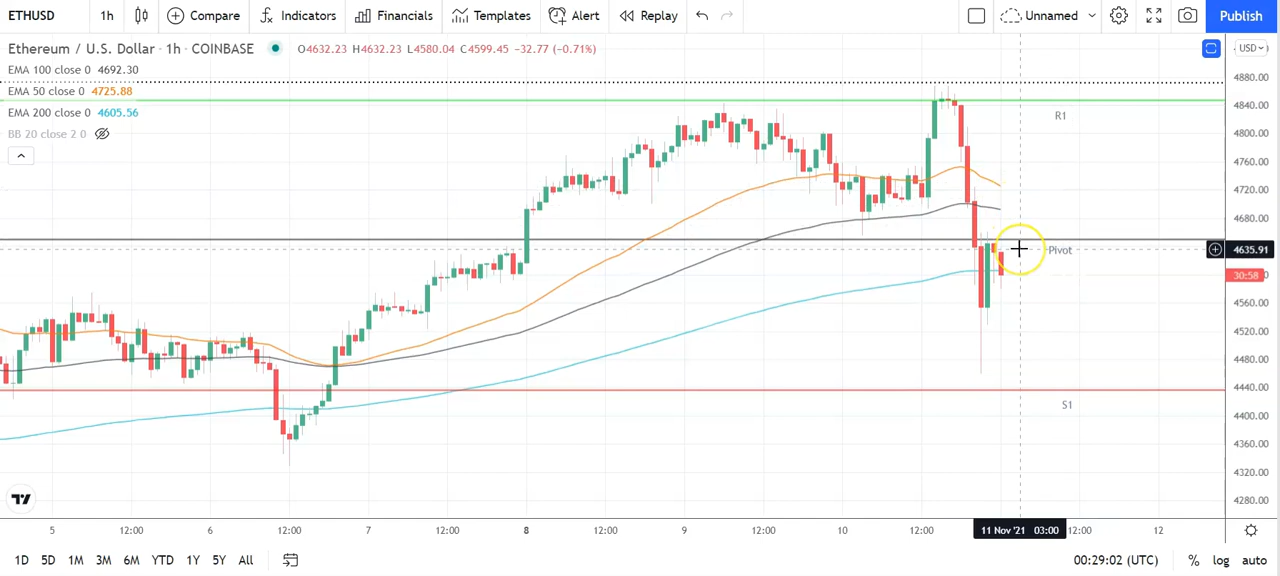 ETHUSD 1h Compare Indicators Financials Templates Alert Replay Unnamed Publish
Ethereum / U.S. Dollar · 1h · COINBASE O4632.23 H4632.23 L4580.04 C4599.45 −32.77 (−0.71%) USD
EMA 100 close 0 4692.30
EMA 50 close 0 4725.88
EMA 200 close 0 4605.56
BB 20 close 2 0
4880.00
4840.00
R1
4800.00
4760.00
4720.00
4680.00
Pivot 4635.91
30:58
4560.00
4520.00
4480.00
4440.00
S1
4400.00
4360.00
4320.00
4280.00
5 12:00 6 12:00 7 12:00 8 12:00 9 12:00 10 12:00 11 Nov '21 03:00 12:00 12
1D 5D 1M 3M 6M YTD 1Y 5Y All 00:29:02 (UTC) % log auto